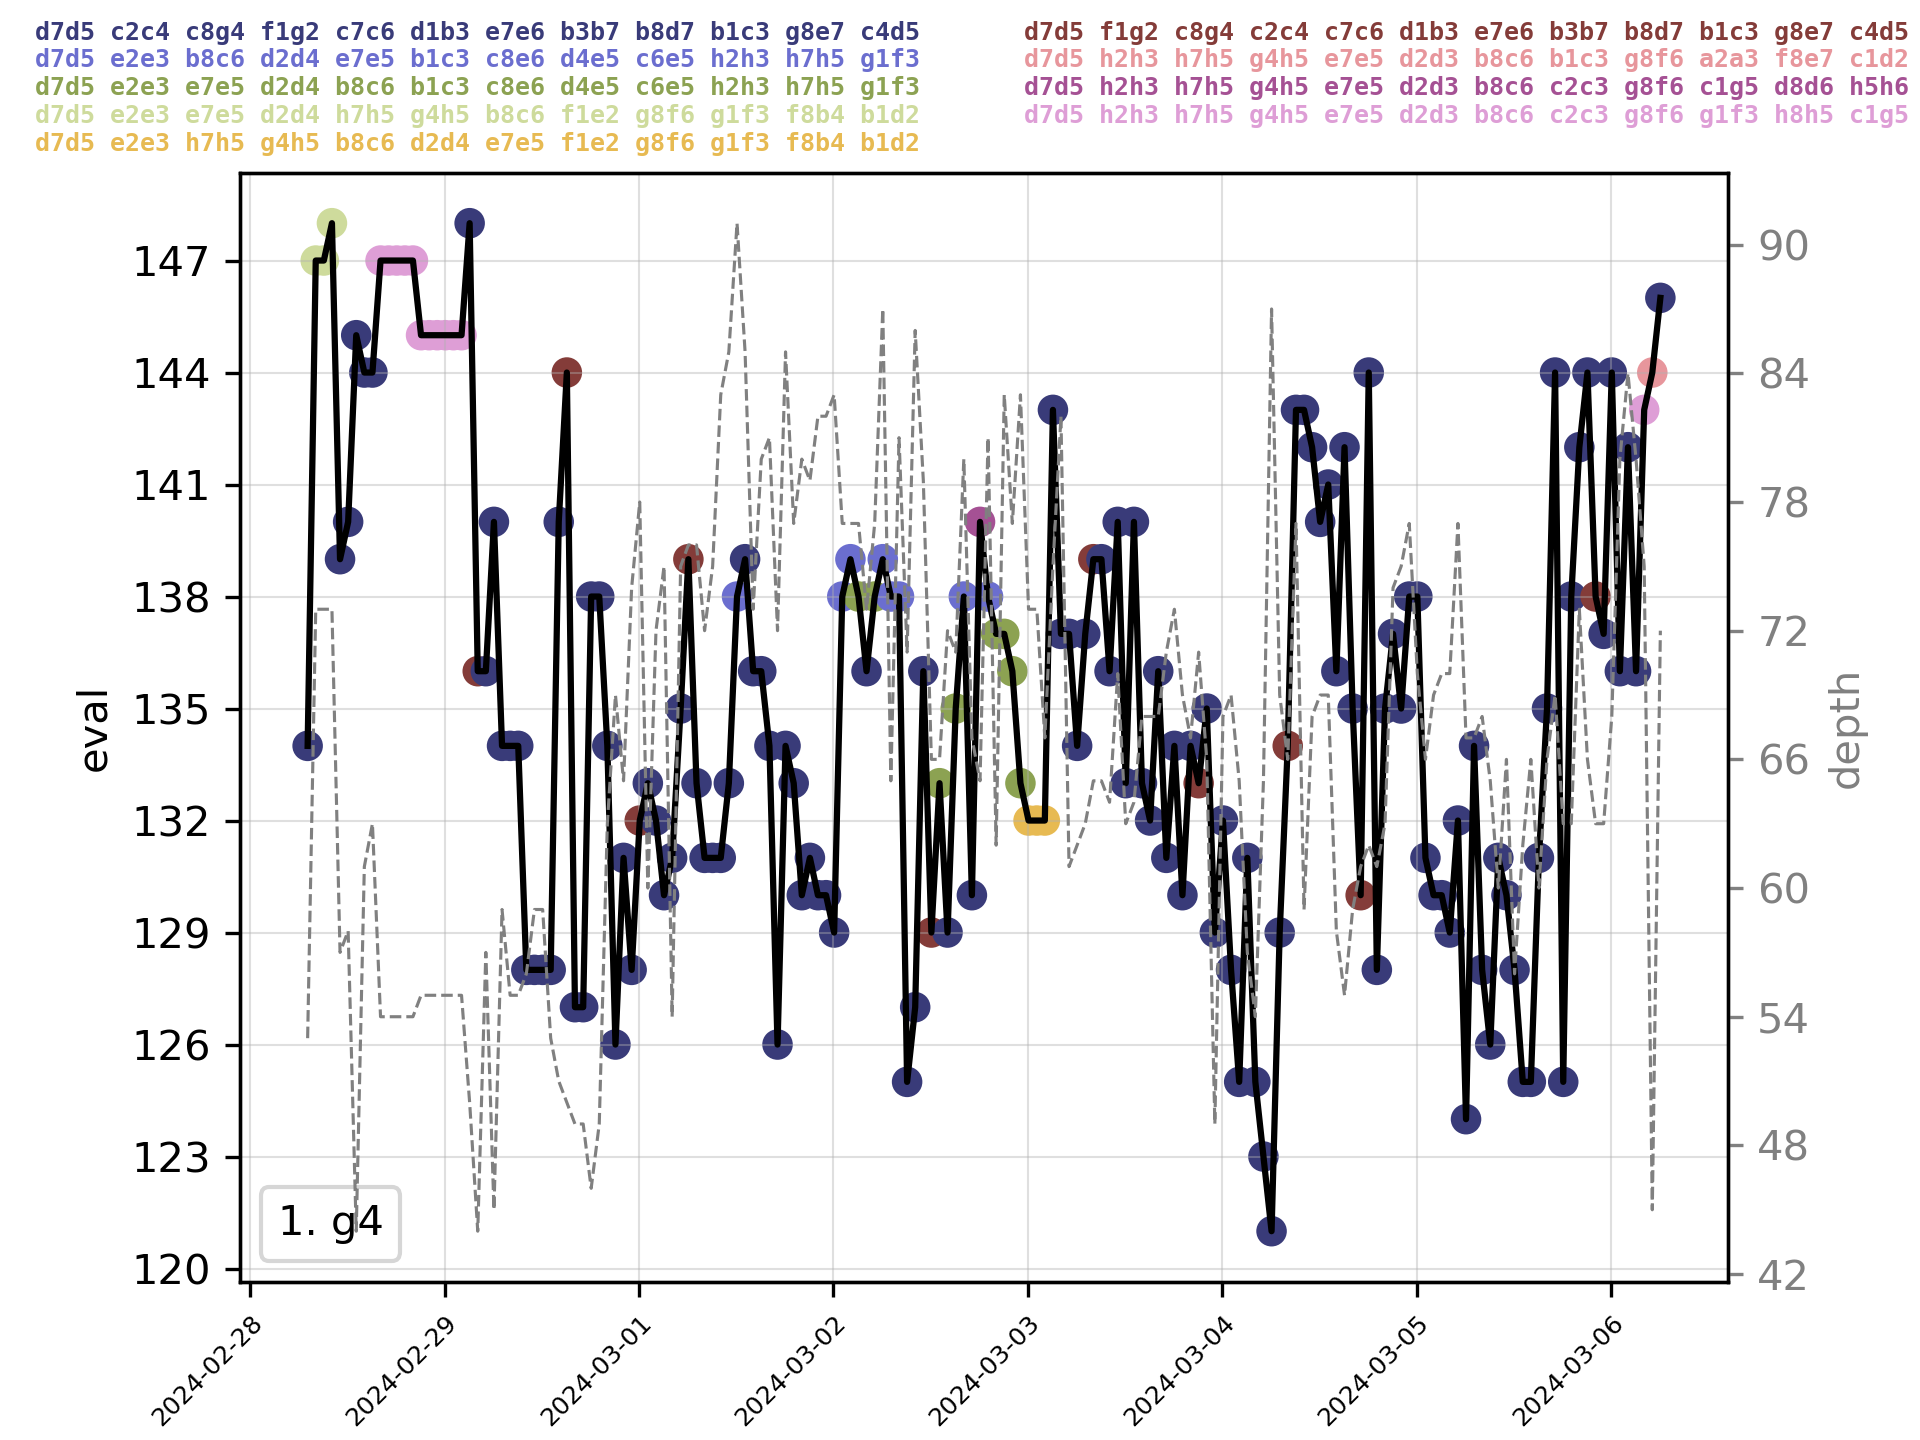 d7d5 c2c4 c8g4 f1g2 c7c6 d1b3 e7e6 b3b7 b8d7 b1c3 g8e7 c4d5
d7d5 e2e3 b8c6 d2d4 e7e5 b1c3 c8e6 d4e5 c6e5 h2h3 h7h5 g1f3
d7d5 e2e3 e7e5 d2d4 b8c6 b1c3 c8e6 d4e5 c6e5 h2h3 h7h5 g1f3
d7d5 e2e3 e7e5 d2d4 h7h5 g4h5 b8c6 f1e2 g8f6 g1f3 f8b4 b1d2
d7d5 e2e3 h7h5 g4h5 b8c6 d2d4 e7e5 f1e2 g8f6 g1f3 f8b4 b1d2
d7d5 f1g2 c8g4 c2c4 c7c6 d1b3 e7e6 b3b7 b8d7 b1c3 g8e7 c4d5
d7d5 h2h3 h7h5 g4h5 e7e5 d2d3 b8c6 b1c3 g8f6 a2a3 f8e7 c1d2
d7d5 h2h3 h7h5 g4h5 e7e5 d2d3 b8c6 c2c3 g8f6 c1g5 d8d6 h5h6
d7d5 h2h3 h7h5 g4h5 e7e5 d2d3 b8c6 c2c3 g8f6 g1f3 h8h5 c1g5
147
144
141
138
135
132
129
126
123
120
eval
1. g4
90
84
78
72
66
60
54
48
42
depth
2024-02-28
2024-02-29
2024-03-01
2024-03-02
2024-03-03
2024-03-04
2024-03-05
2024-03-06